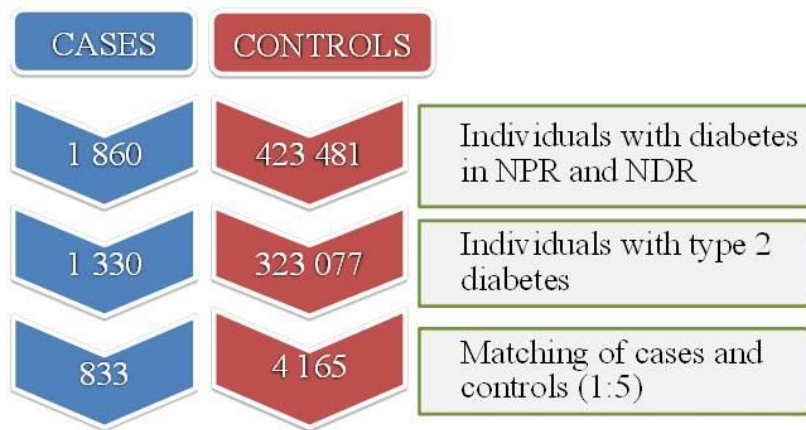 CASES
CONTROLS
1 860
423 481
Individuals with diabetes
in NPR and NDR
1 330
323 077
Individuals with type 2
diabetes
833
4 165
Matching of cases and
controls (1:5)